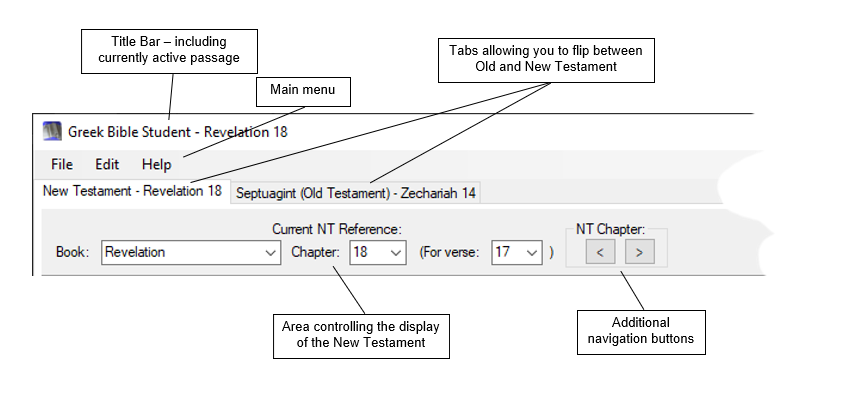 Title Bar – including
currently active passage
Tabs allowing you to flip between
Old and New Testament
Main menu
Greek Bible Student - Revelation 18
File Edit Help
New Testament - Revelation 18 Septuagint (Old Testament) - Zechariah 14
Current NT Reference: NT Chapter:
Book: Revelation Chapter: 18 (For verse: 17 ) < >
Area controlling the display
of the New Testament
Additional
navigation buttons